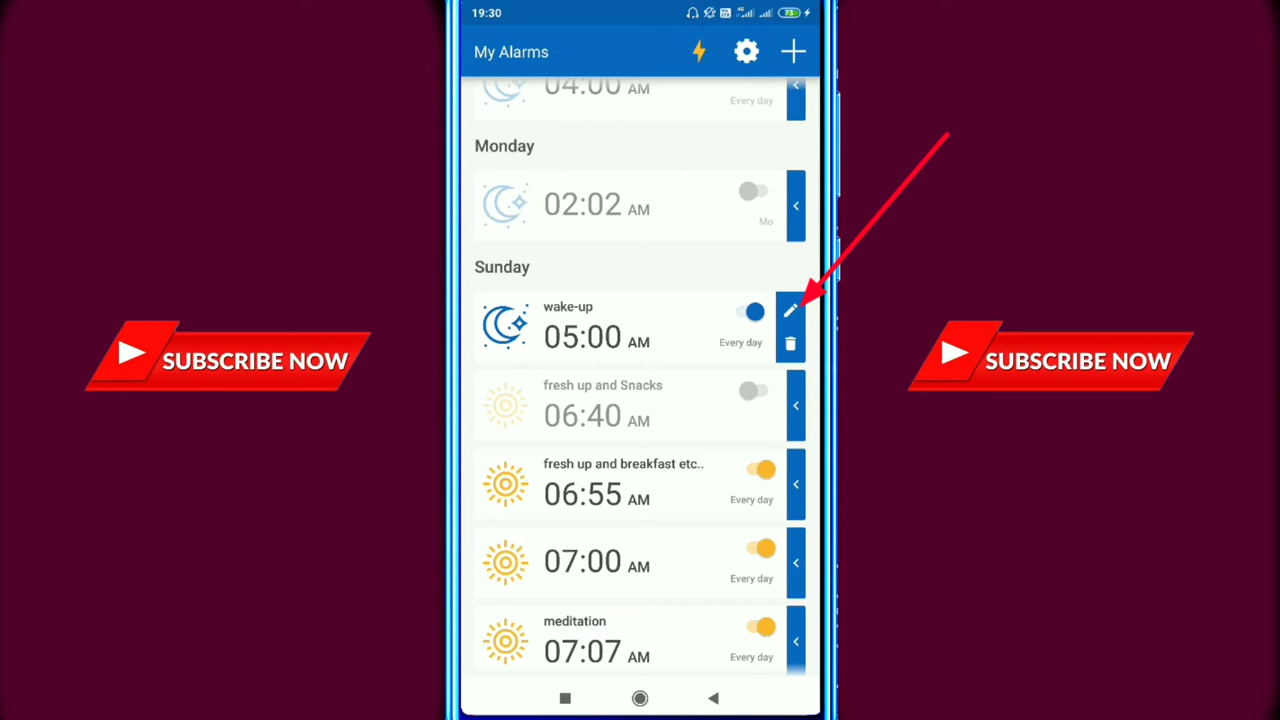 19:30
4G
73
My Alarms
04:00 AM
Every day
Monday
02:02 AM
Mo
Sunday
wake-up
05:00 AM
Every day
fresh up and Snacks
06:40 AM
fresh up and breakfast etc..
06:55 AM
Every day
07:00 AM
Every day
meditation
07:07 AM
Every day
SUBSCRIBE NOW
SUBSCRIBE NOW